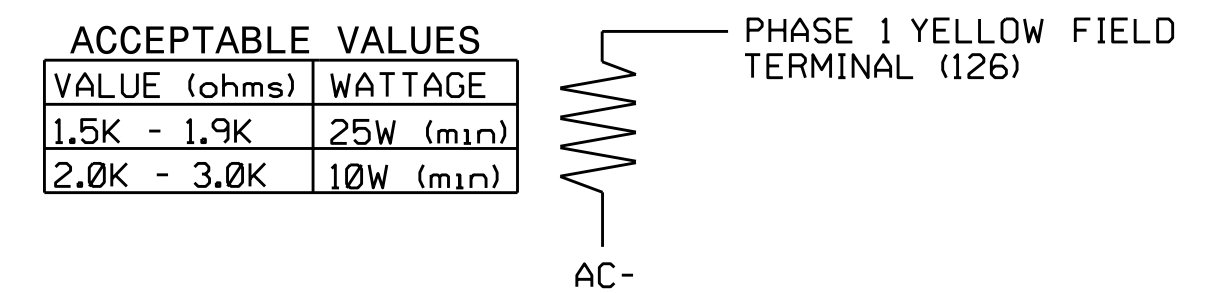 ACCEPTABLE VALUES
VALUE (ohms) WATTAGE
1.5K - 1.9K 25W (min)
2.0K - 3.0K 10W (min)
PHASE 1 YELLOW FIELD
TERMINAL (126)
AC-